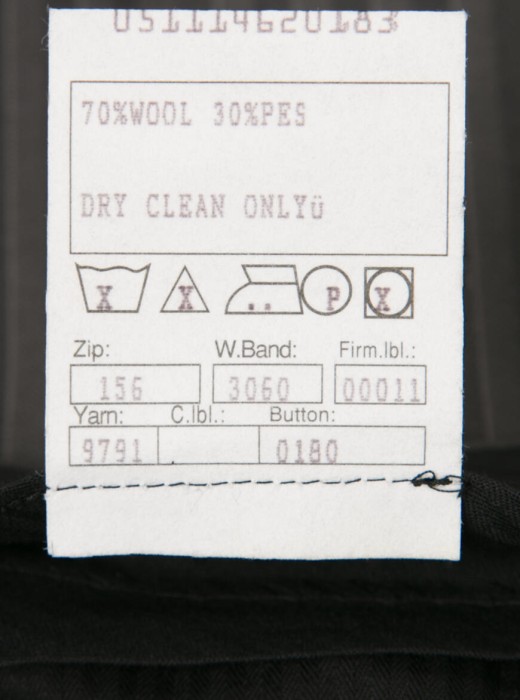 051114620183
70%WOOL 30%PES
DRY CLEAN ONLYü
X X .. P X
Zip: W.Band: Firm.lbl.:
156 3060 00011
Yarn: C.lbl.: Button:
9791 0180